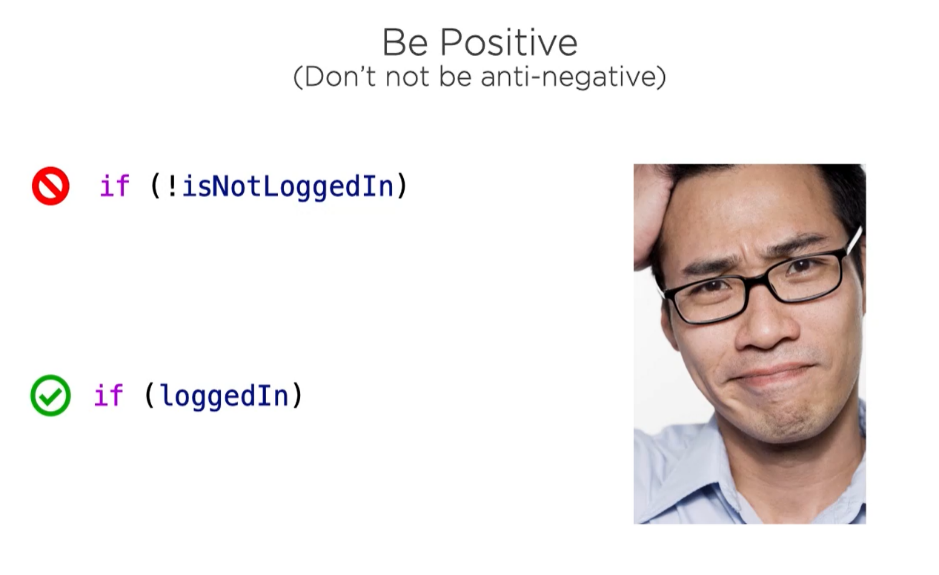 Be Positive
(Don’t not be anti-negative)
if (!isNotLoggedIn)
if (loggedIn)